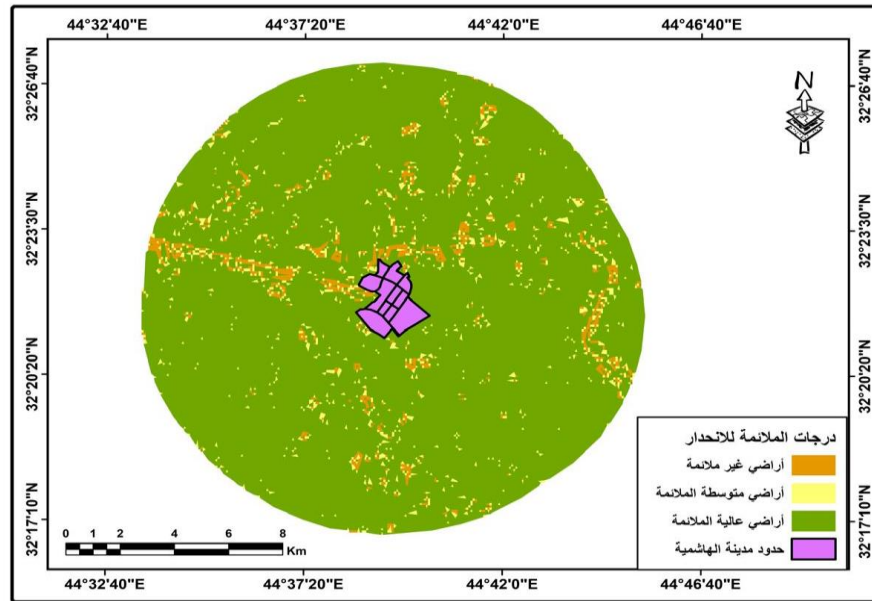 44°32'40"E 44°37'20"E 44°42'0"E 44°46'40"E
32°26'40"N 32°26'40"N
N
32°23'30"N 32°23'30"N
32°20'20"N 32°20'20"N
درجات الملائمة للانحدار
أراضي غير ملائمة
أراضي متوسطة الملائمة
أراضي عالية الملائمة
حدود مدينة الهاشمية
32°17'10"N 32°17'10"N
0 1 2 4 6 8
Km
44°32'40"E 44°37'20"E 44°42'0"E 44°46'40"E